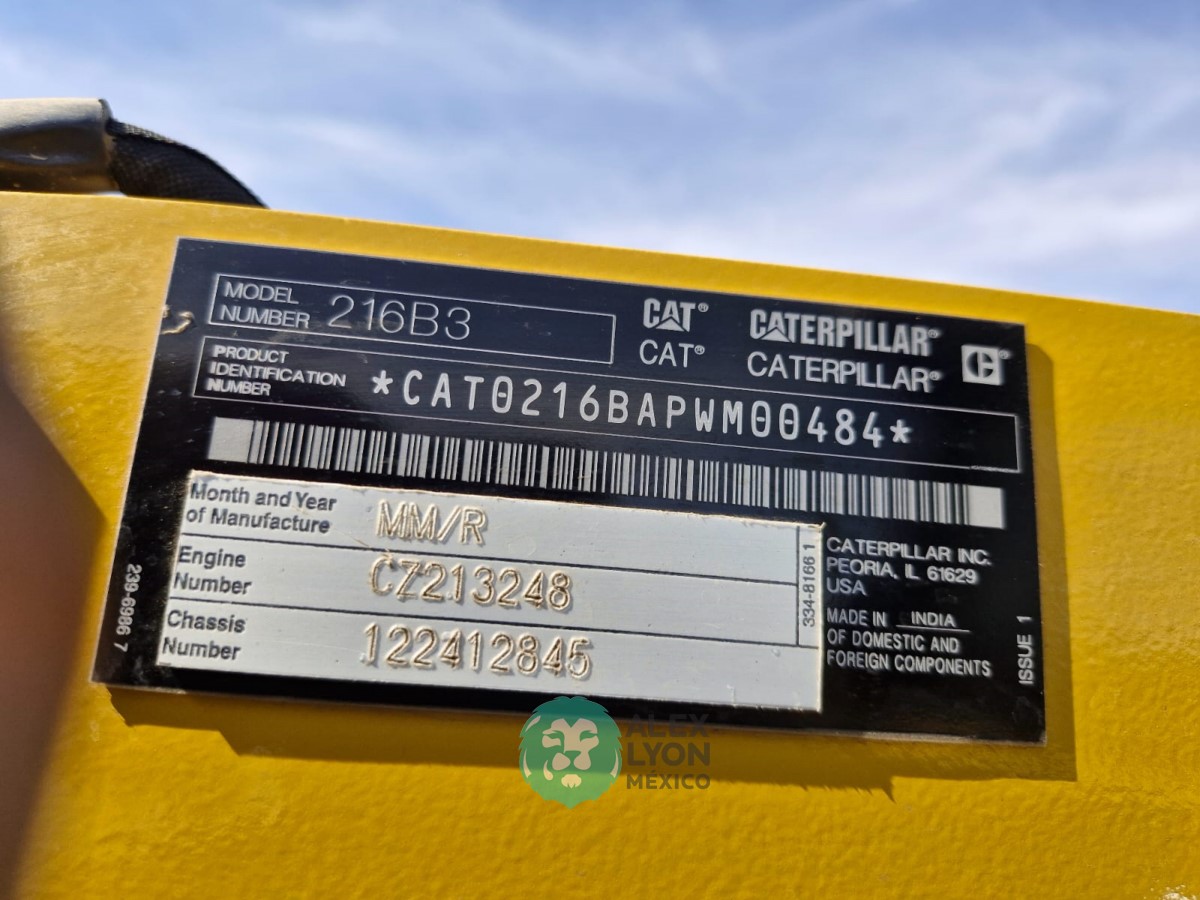 MODEL NUMBER 216B3
CAT® CATERPILLAR®
CAT® CATERPILLAR®
PRODUCT IDENTIFICATION NUMBER *CAT0216BAPWM00484*
Month and Year of Manufacture MM/R
Engine Number CZ213248
Chassis Number 122412845
334-8166 1
239-6986 7
CATERPILLAR INC.
PEORIA, IL 61629
USA
MADE IN INDIA
OF DOMESTIC AND
FOREIGN COMPONENTS
ISSUE 1
ALEX
LYON
MÉXICO